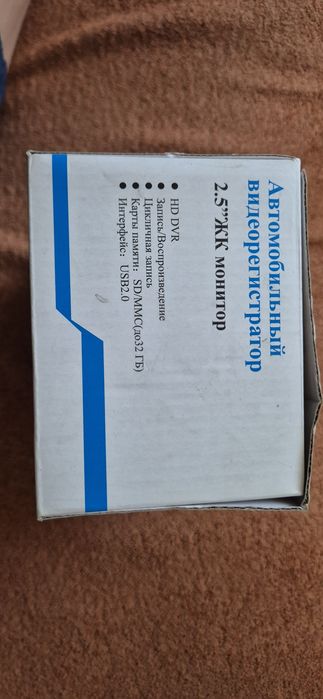 Автомобильный
видеорегистратор
2.5”ЖК монитор
● HD DVR
● Запись/Воспроизведение
● Цикличная запись
● Карты памяти: SD/MMC(до32 ГБ)
● Интерфейс: USB2.0